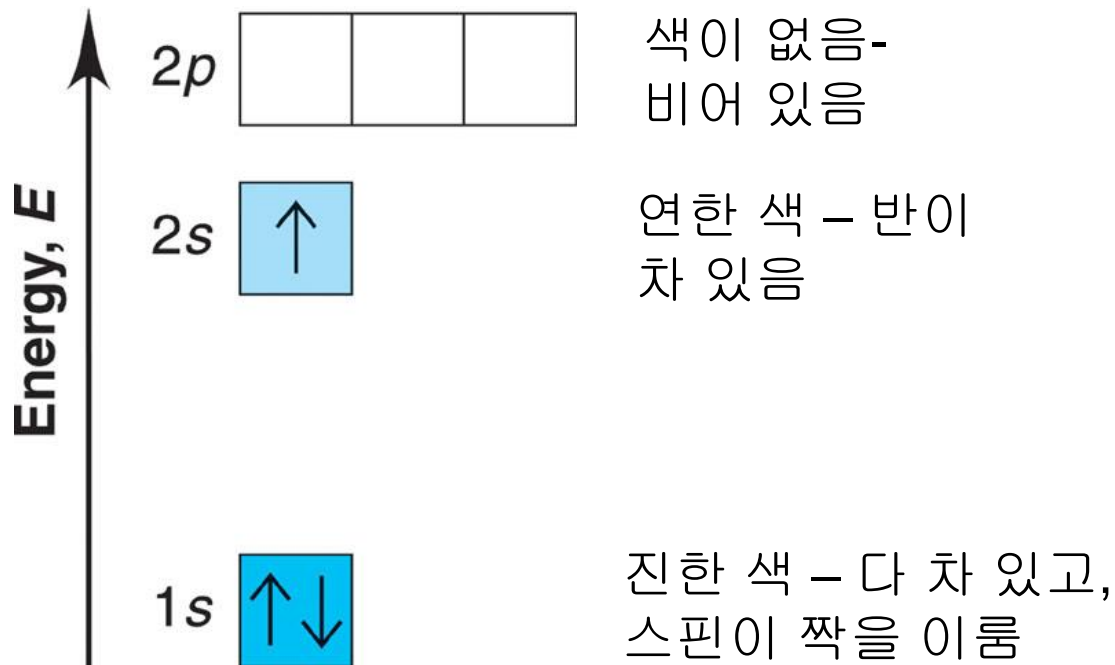 2p
색이 없음-
비어 있음
2s
연한 색 – 반이
차 있음
Energy, E
1s
진한 색 – 다 차 있고,
스핀이 짝을 이룸